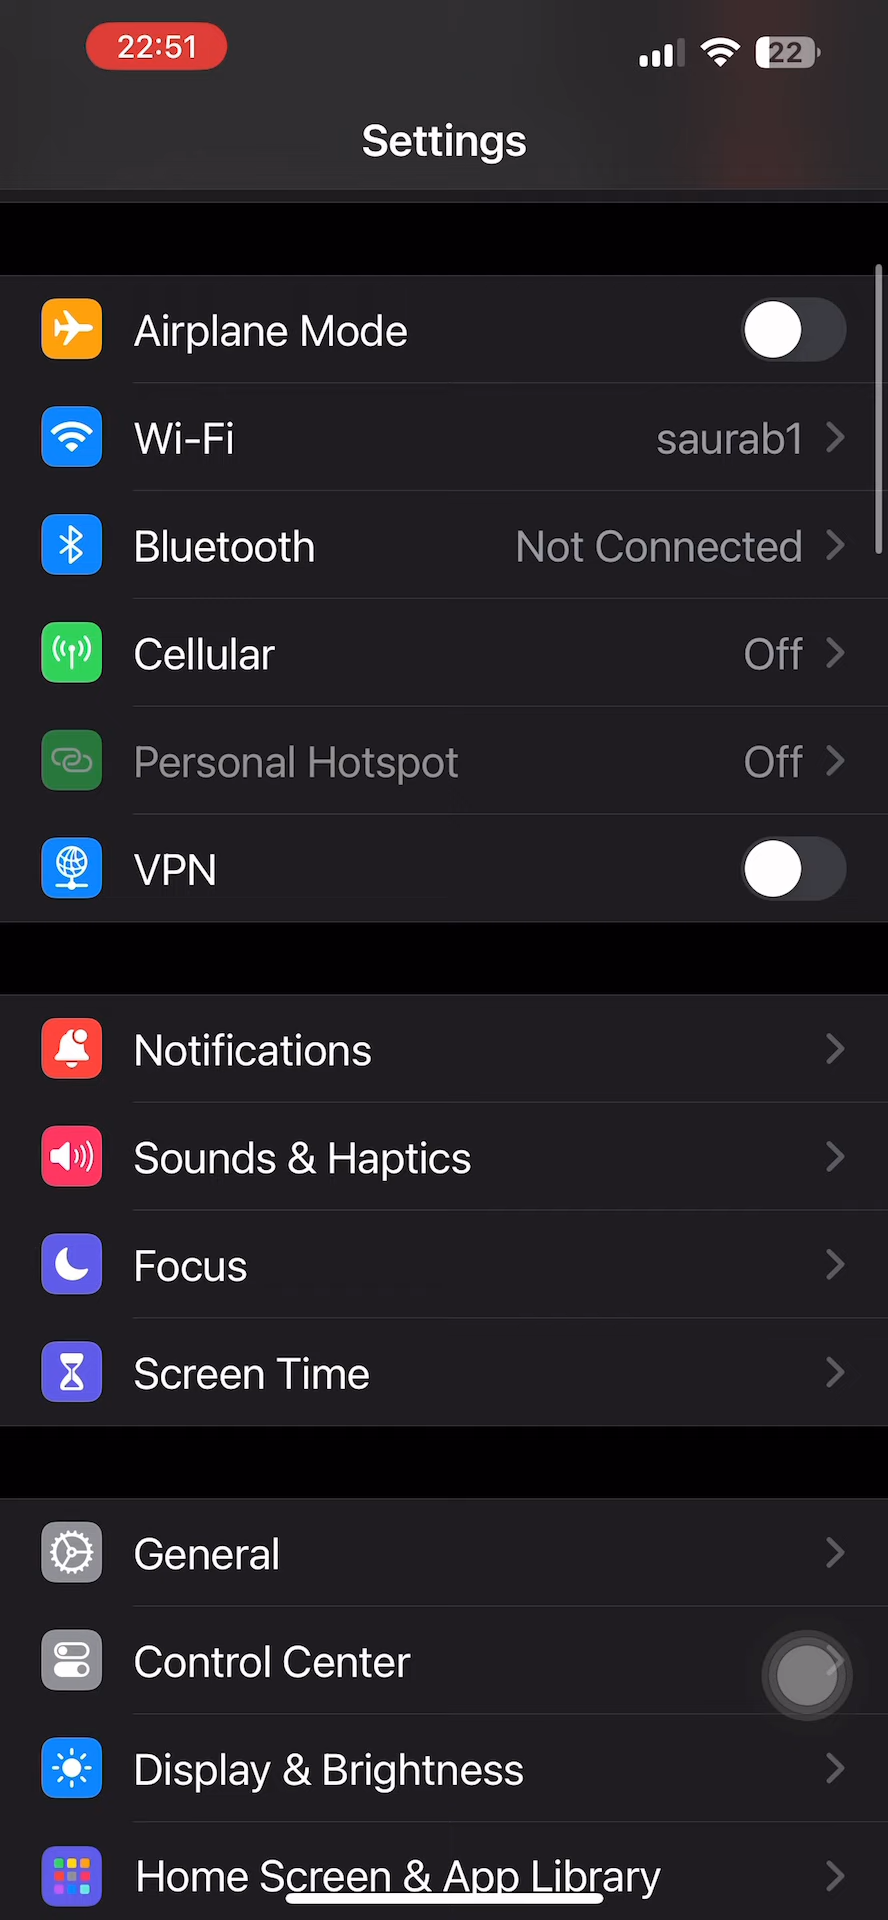 22:51
22
Settings
Airplane Mode
Wi-Fi saurab1
Bluetooth Not Connected
Cellular Off
Personal Hotspot Off
VPN
Notifications
Sounds & Haptics
Focus
Screen Time
General
Control Center
Display & Brightness
Home Screen & App Library